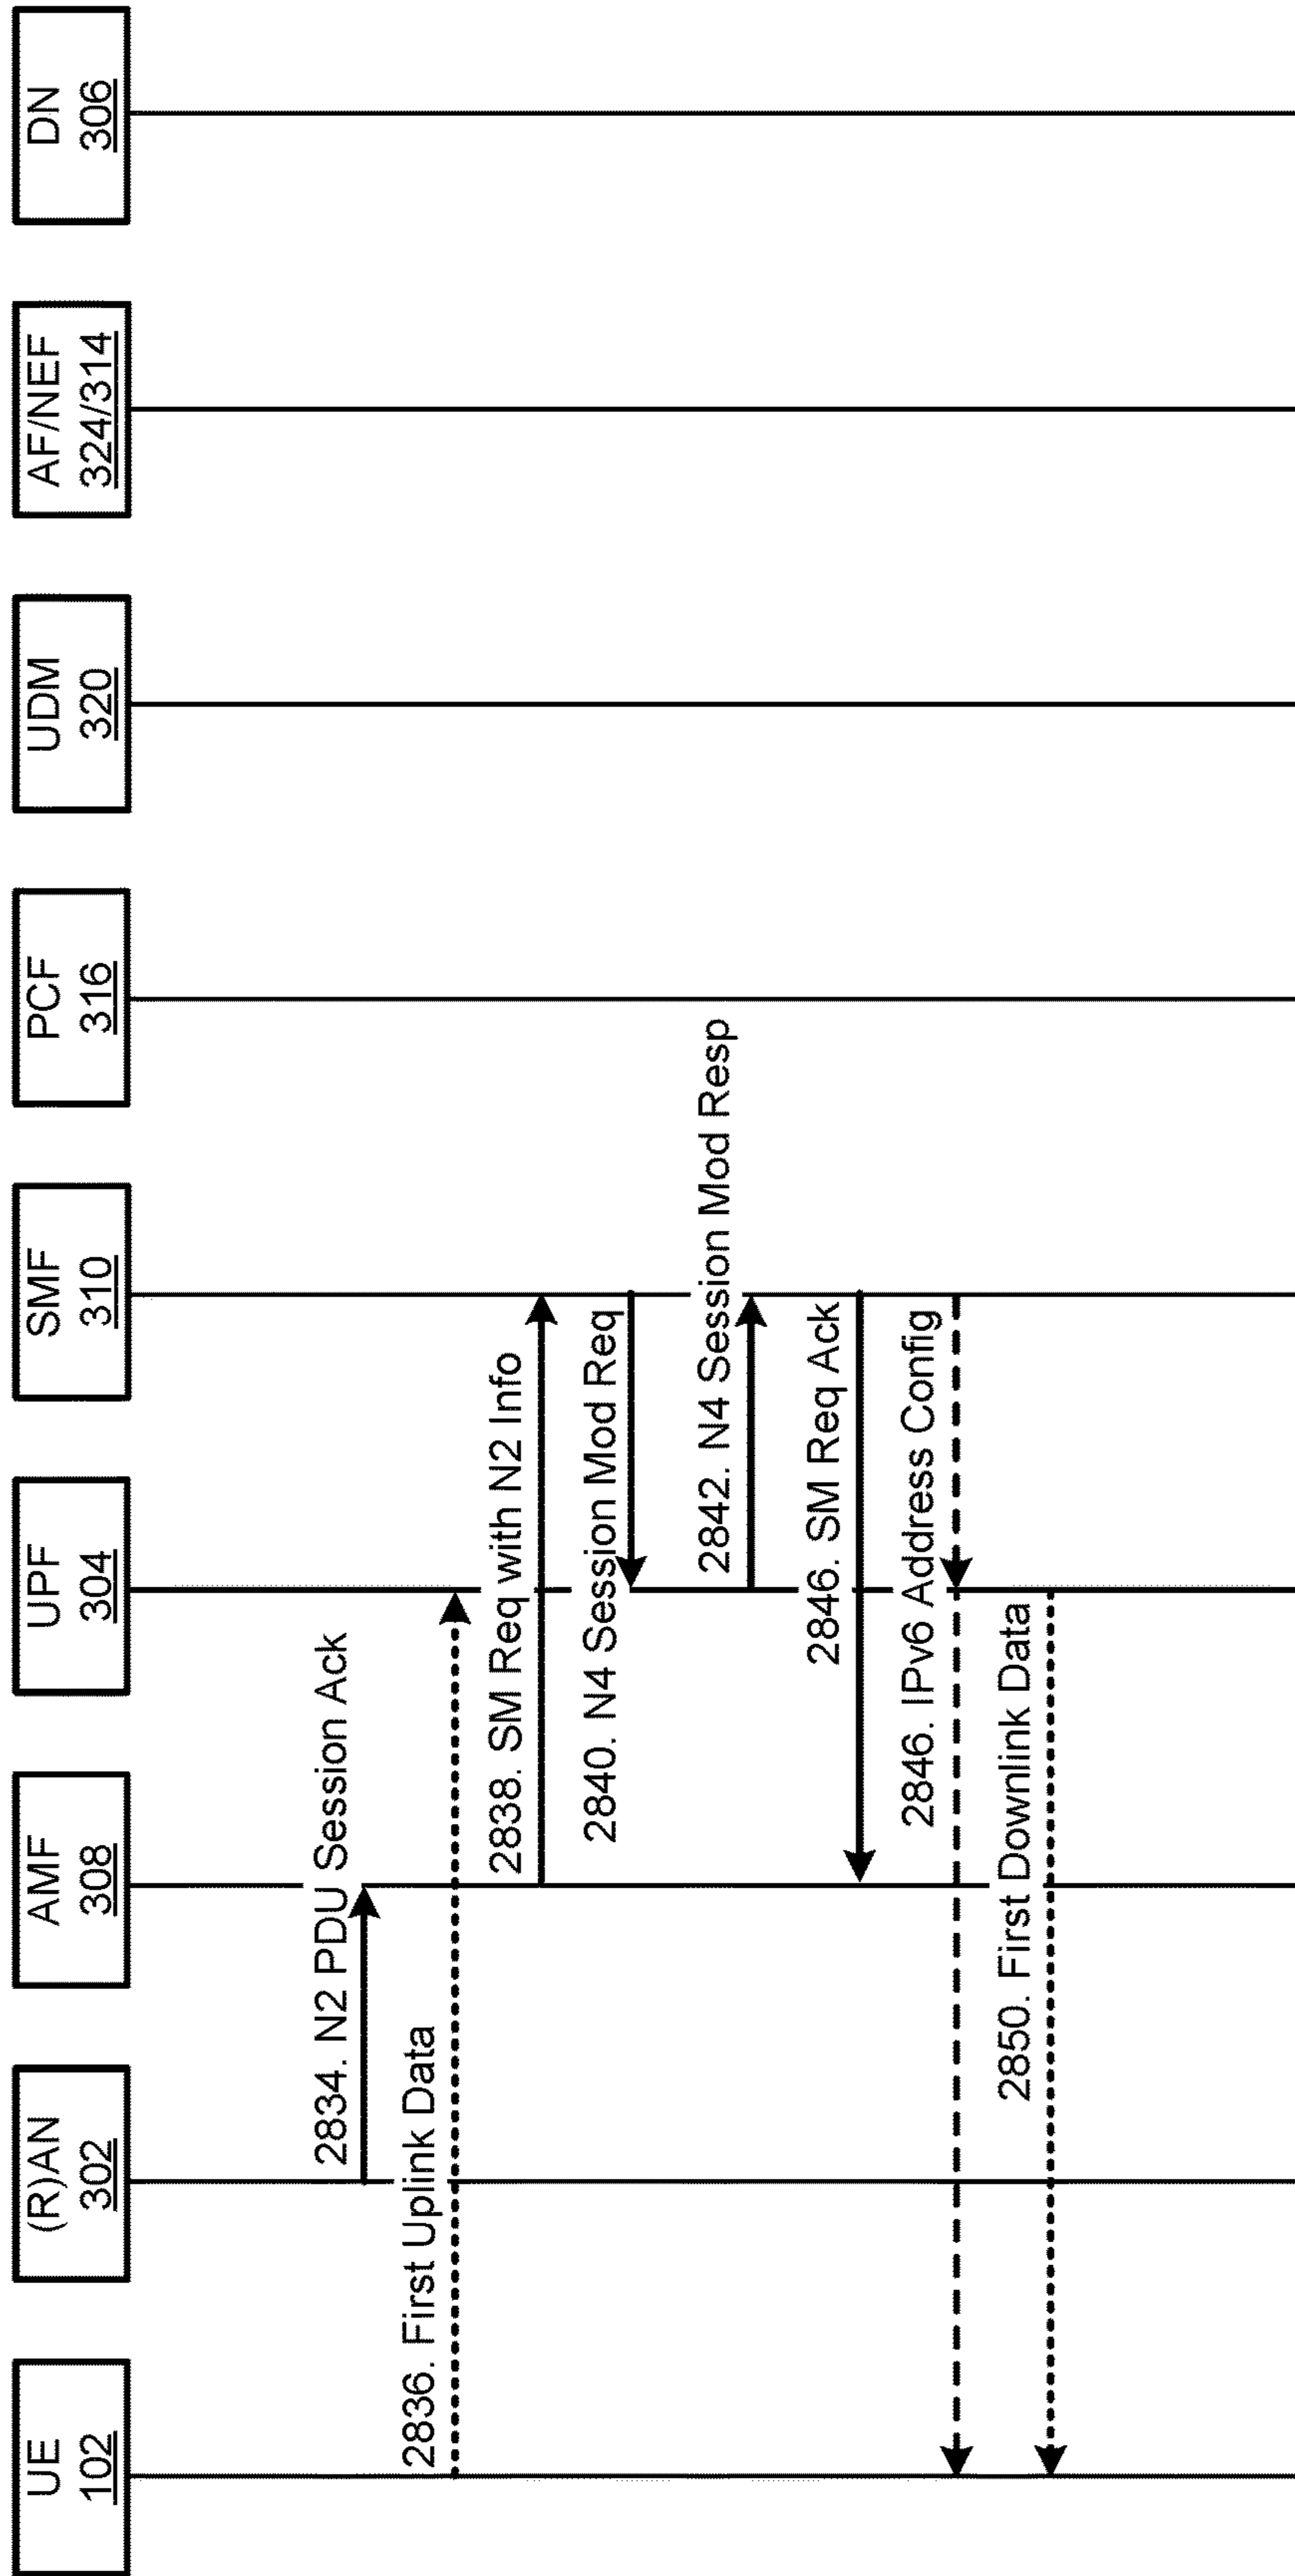 UE
102
(R)AN
302
AMF
308
UPF
304
SMF
310
PCF
316
UDM
320
AF/NEF
324/314
DN
306
2834. N2 PDU Session Ack
2836. First Uplink Data
2838. SM Req with N2 Info
2840. N4 Session Mod Req
2842. N4 Session Mod Resp
2846. SM Req Ack
2846. IPv6 Address Config
2850. First Downlink Data